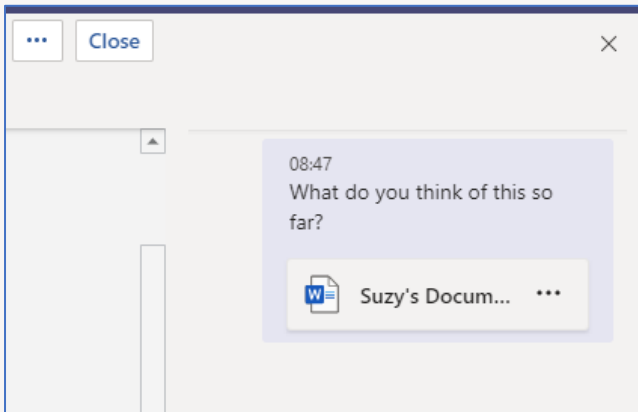 ... Close
08:47
What do you think of this so
far?
W Suzy's Docum... ...